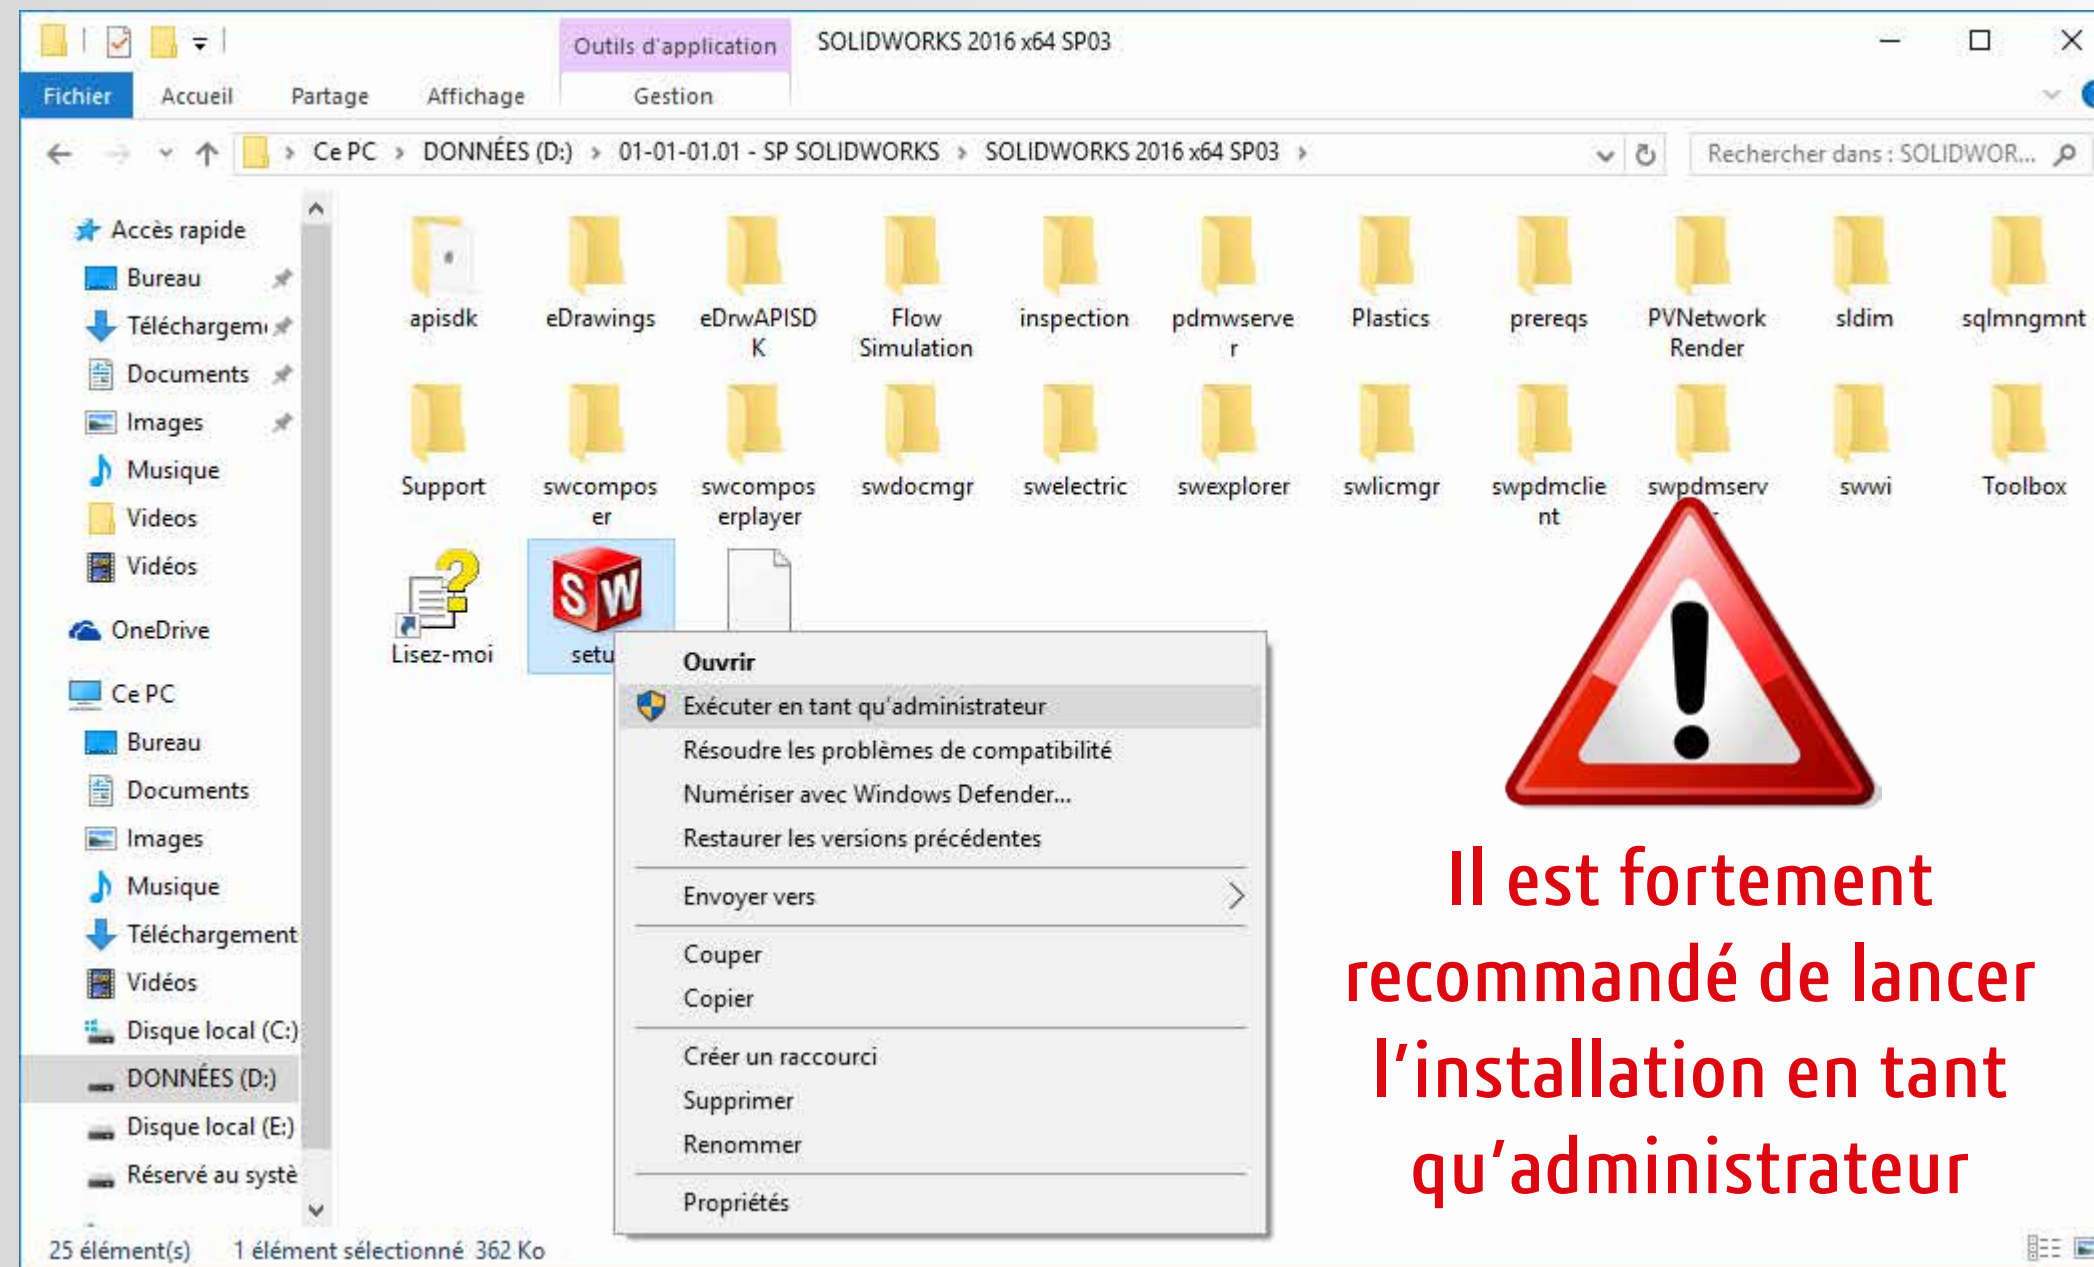 Outils d'application
SOLIDWORKS 2016 x64 SP03
Fichier
Accueil
Partage
Affichage
Gestion
Ce PC > DONNÉES (D:) > 01-01-01.01 - SP SOLIDWORKS > SOLIDWORKS 2016 x64 SP03 >
Rechercher dans : SOLIDWOR...
Accès rapide
Bureau
Téléchargem
Documents
Images
Musique
Videos
Vidéos
OneDrive
Ce PC
Bureau
Documents
Images
Musique
Téléchargement
Vidéos
Disque local (C:)
DONNÉES (D:)
Disque local (E:)
Réservé au systè
apisdk
eDrawings
eDrwAPISD
K
Flow
Simulation
inspection
pdmwserve
r
Plastics
prereqs
PVNetwork
Render
sldim
sqlmngmnt
Support
swcompos
er
swcompos
erplayer
swdocmgr
swelectric
swexplorer
swlicmgr
swpdmclie
nt
swpdmserv
swwi
Toolbox
Lisez-moi
SW
setu
Ouvrir
Exécuter en tant qu'administrateur
Résoudre les problèmes de compatibilité
Numériser avec Windows Defender...
Restaurer les versions précédentes
Envoyer vers
Couper
Copier
Créer un raccourci
Supprimer
Renommer
Propriétés
Il est fortement
recommandé de lancer
l'installation en tant
qu'administrateur
25 élément(s)
1 élément sélectionné 362 Ko